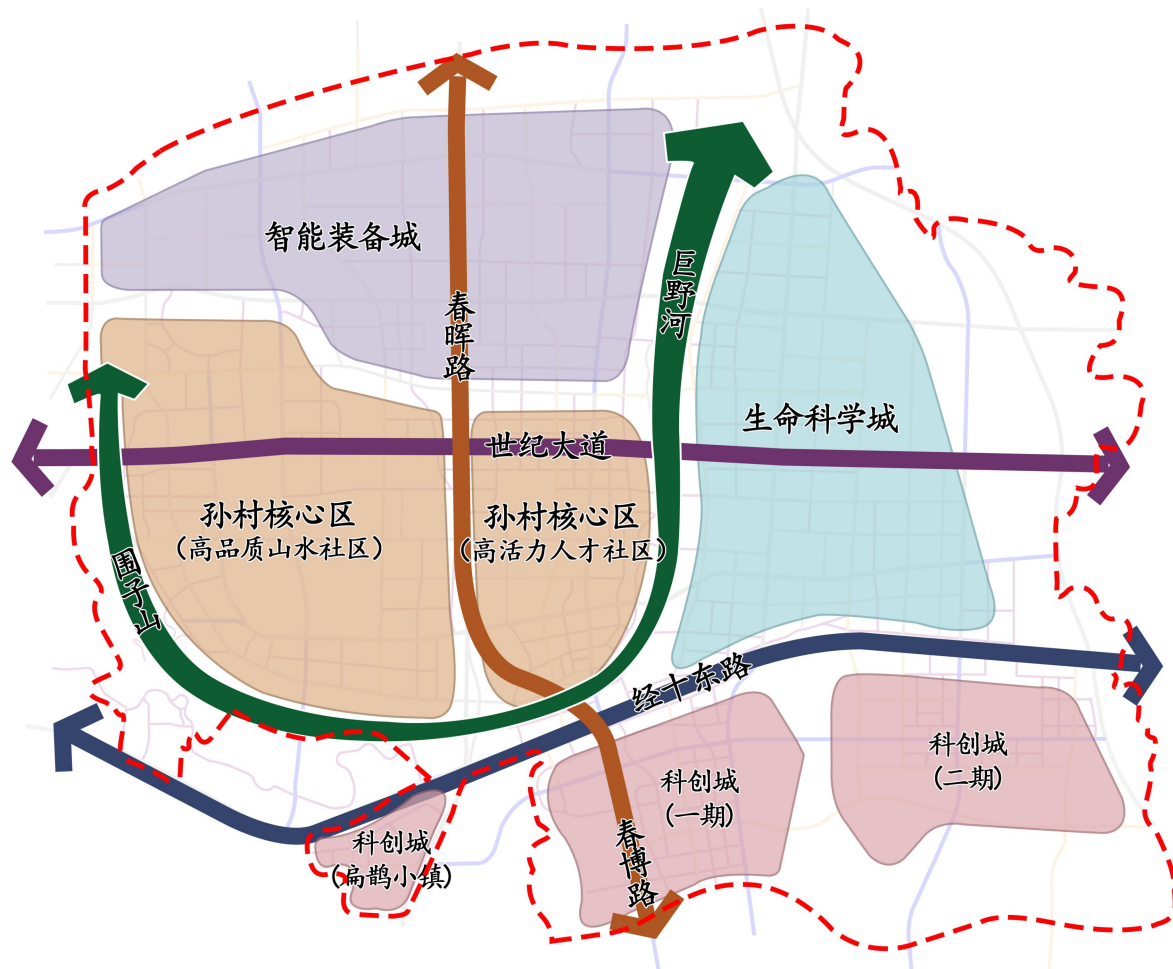 智能装备城
巨野河
春晖路
生命科学城
世纪大道
孙村核心区
（高品质山水社区）
孙村核心区
（高活力人才社区）
围子山
经十东路
科创城
（二期）
科创城
（一期）
科创城
（扁鹊小镇）
春博路